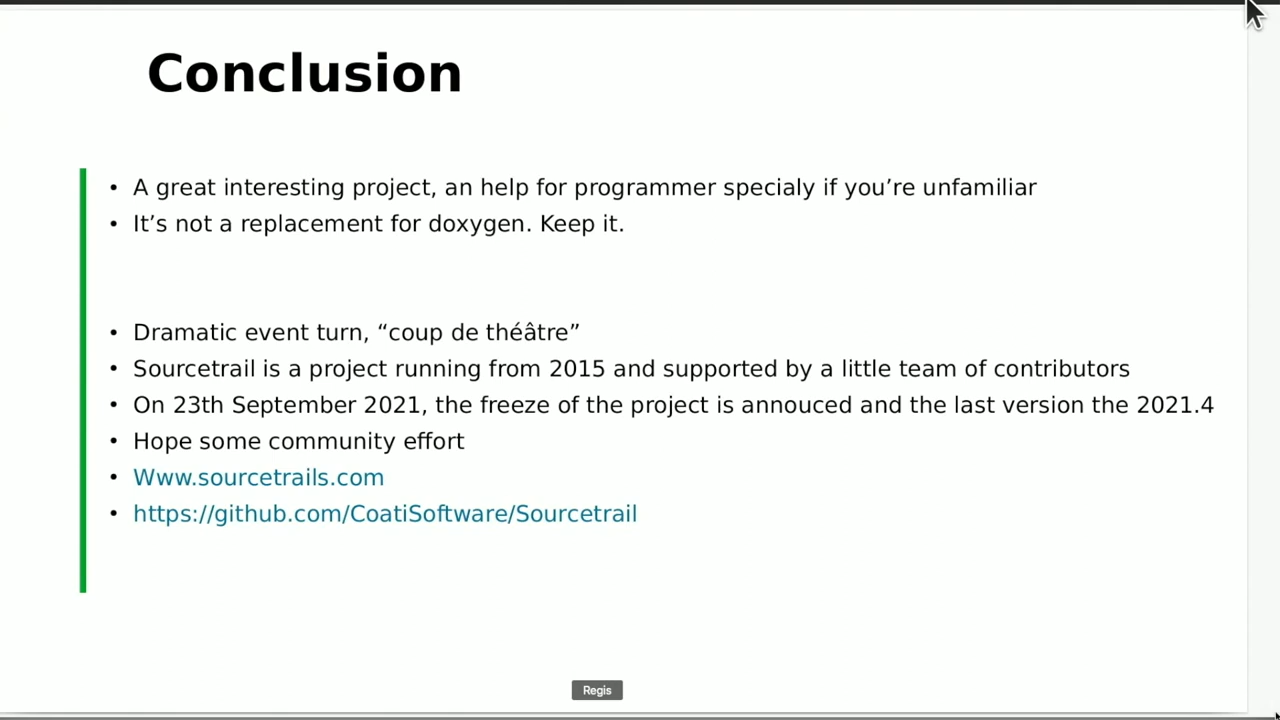 Conclusion
• A great interesting project, an help for programmer specialy if you’re unfamiliar
• It’s not a replacement for doxygen. Keep it.
• Dramatic event turn, “coup de théâtre”
• Sourcetrail is a project running from 2015 and supported by a little team of contributors
• On 23th September 2021, the freeze of the project is annouced and the last version the 2021.4
• Hope some community effort
• Www.sourcetrails.com
• https://github.com/CoatiSoftware/Sourcetrail
Regis